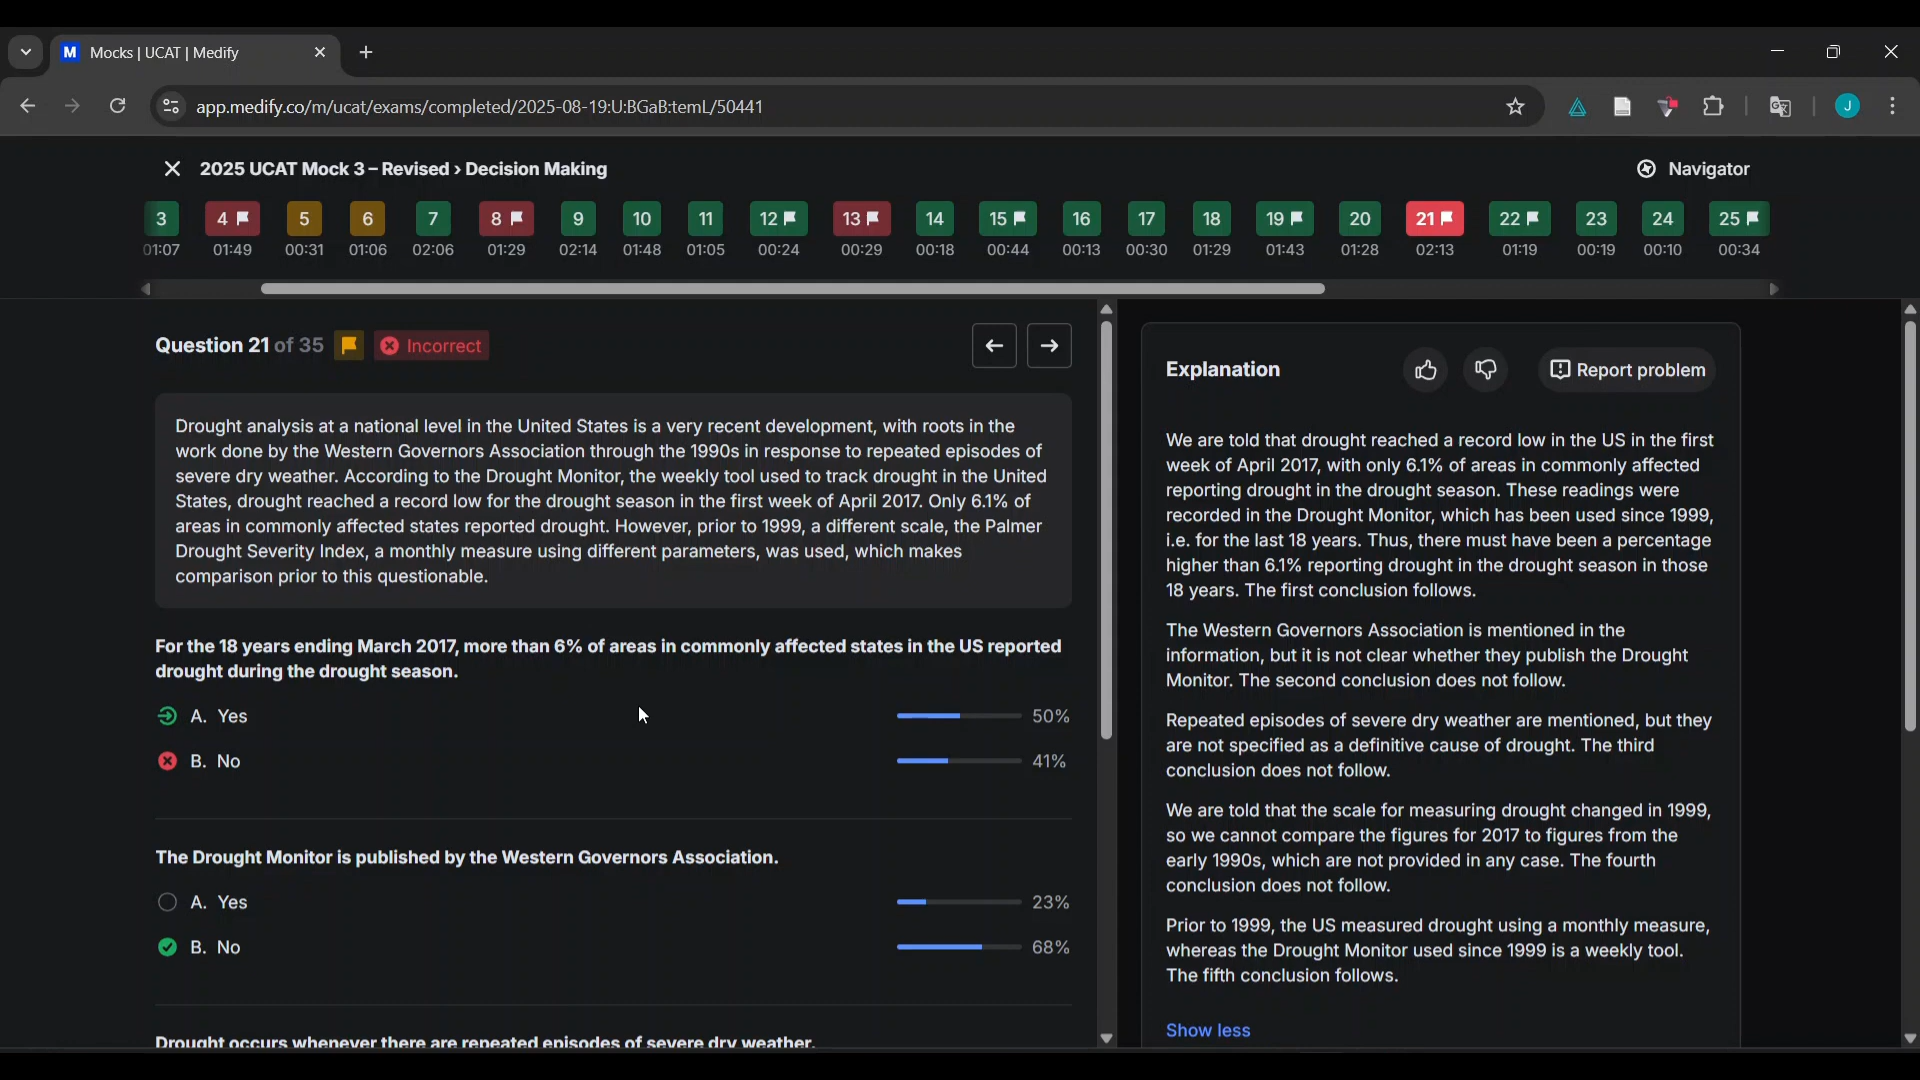 Mocks | UCAT | Medify
app.medify.co/m/ucat/exams/completed/2025-08-19:U:BGaB:temL/50441
J
2025 UCAT Mock 3 – Revised › Decision Making
Navigator
3 4 5 6 7 8 9 10 11 12 13 14 15 16 17 18 19 20 21 22 23 24 25
01:07 01:49 00:31 01:06 02:06 01:29 02:14 01:48 01:05 00:24 00:29 00:18 00:44 00:13 00:30 01:29 01:43 01:28 02:13 01:19 00:19 00:10 00:34
Question 21 of 35 Incorrect
Drought analysis at a national level in the United States is a very recent development, with roots in the
work done by the Western Governors Association through the 1990s in response to repeated episodes of
severe dry weather. According to the Drought Monitor, the weekly tool used to track drought in the United
States, drought reached a record low for the drought season in the first week of April 2017. Only 6.1% of
areas in commonly affected states reported drought. However, prior to 1999, a different scale, the Palmer
Drought Severity Index, a monthly measure using different parameters, was used, which makes
comparison prior to this questionable.
For the 18 years ending March 2017, more than 6% of areas in commonly affected states in the US reported
drought during the drought season.
A. Yes 50%
B. No 41%
The Drought Monitor is published by the Western Governors Association.
A. Yes 23%
B. No 68%
Drought occurs whenever there are repeated episodes of severe dry weather.
Explanation
Report problem
We are told that drought reached a record low in the US in the first
week of April 2017, with only 6.1% of areas in commonly affected
reporting drought in the drought season. These readings were
recorded in the Drought Monitor, which has been used since 1999,
i.e. for the last 18 years. Thus, there must have been a percentage
higher than 6.1% reporting drought in the drought season in those
18 years. The first conclusion follows.
The Western Governors Association is mentioned in the
information, but it is not clear whether they publish the Drought
Monitor. The second conclusion does not follow.
Repeated episodes of severe dry weather are mentioned, but they
are not specified as a definitive cause of drought. The third
conclusion does not follow.
We are told that the scale for measuring drought changed in 1999,
so we cannot compare the figures for 2017 to figures from the
early 1990s, which are not provided in any case. The fourth
conclusion does not follow.
Prior to 1999, the US measured drought using a monthly measure,
whereas the Drought Monitor used since 1999 is a weekly tool.
The fifth conclusion follows.
Show less